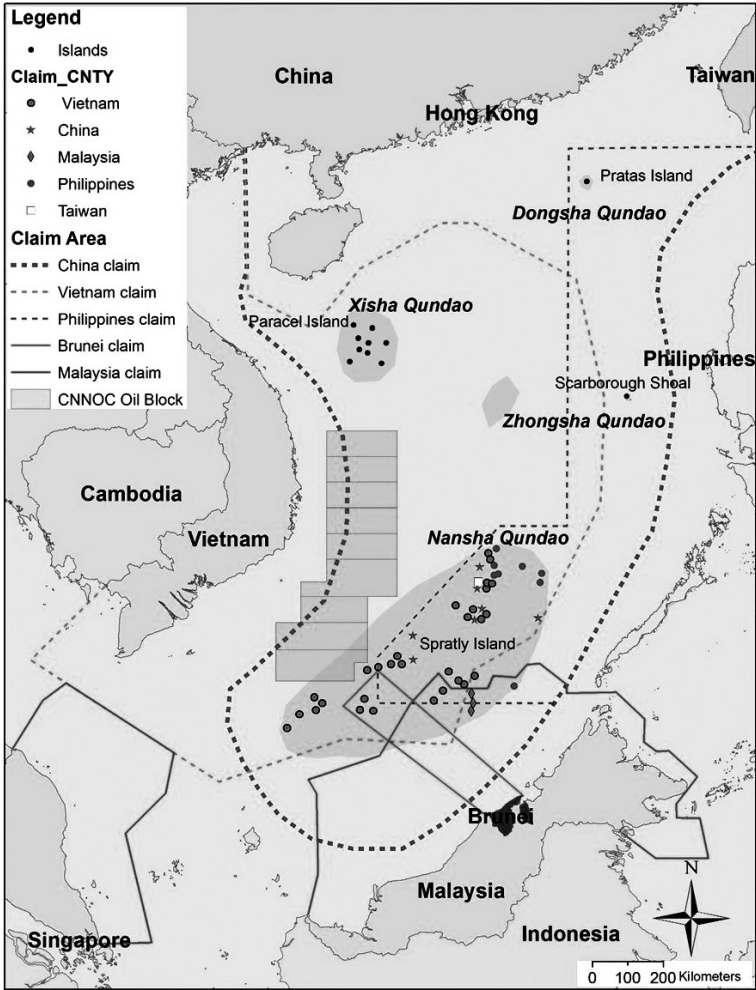 Legend
Islands
Claim_CNTY
Vietnam
China
Malaysia
Philippines
Taiwan
Claim Area
China claim
Vietnam claim
Philippines claim
Brunei claim
Malaysia claim
CNNOC Oil Block
China
Taiwan
Hong Kong
Pratas Island
Dongsha Qundao
Xisha Qundao
Paracel Island
Philippines
Scarborough Shoal
Zhongsha Qundao
Cambodia
Vietnam
Nansha Qundao
Spratly Island
Brunei
Malaysia
N
Singapore
Indonesia
0 100 200 Kilometers